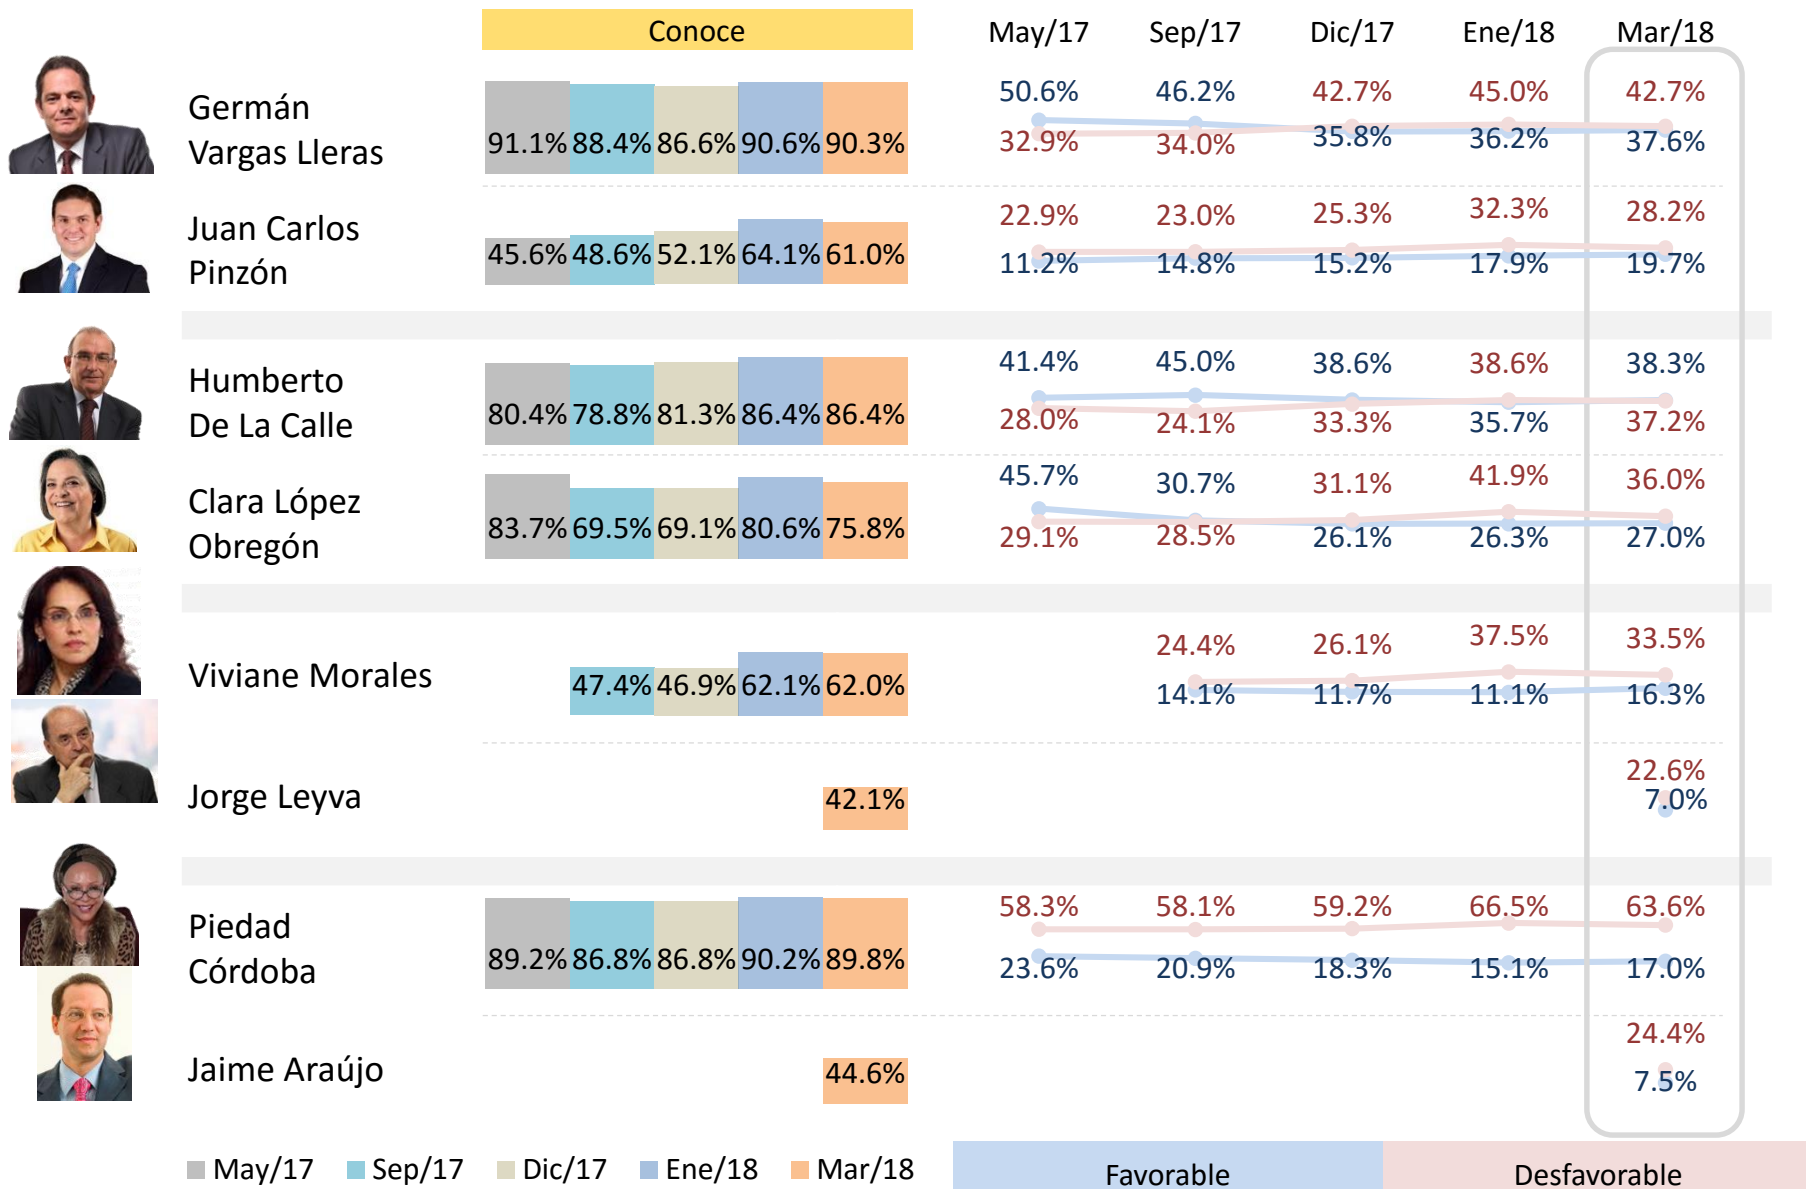 Conoce May/17 Sep/17 Dic/17 Ene/18 Mar/18
50.6% 46.2% 42.7% 45.0% 42.7%
Germán
Vargas Lleras
91.1% 88.4% 86.6% 90.6% 90.3%
32.9% 34.0% 35.8% 36.2% 37.6%
22.9% 23.0% 25.3% 32.3% 28.2%
Juan Carlos
Pinzón
45.6% 48.6% 52.1% 64.1% 61.0%
11.2% 14.8% 15.2% 17.9% 19.7%
41.4% 45.0% 38.6% 38.6% 38.3%
Humberto
De La Calle
80.4% 78.8% 81.3% 86.4% 86.4%
28.0% 24.1% 33.3% 35.7% 37.2%
45.7% 30.7% 31.1% 41.9% 36.0%
Clara López
Obregón
83.7% 69.5% 69.1% 80.6% 75.8%
29.1% 28.5% 26.1% 26.3% 27.0%
24.4% 26.1% 37.5% 33.5%
Viviane Morales
47.4% 46.9% 62.1% 62.0%
14.1% 11.7% 11.1% 16.3%
22.6%
Jorge Leyva
42.1%
7.0%
58.3% 58.1% 59.2% 66.5% 63.6%
Piedad
Córdoba
89.2% 86.8% 86.8% 90.2% 89.8%
23.6% 20.9% 18.3% 15.1% 17.0%
24.4%
Jaime Araújo
44.6%
7.5%
May/17 Sep/17 Dic/17 Ene/18 Mar/18
Favorable Desfavorable